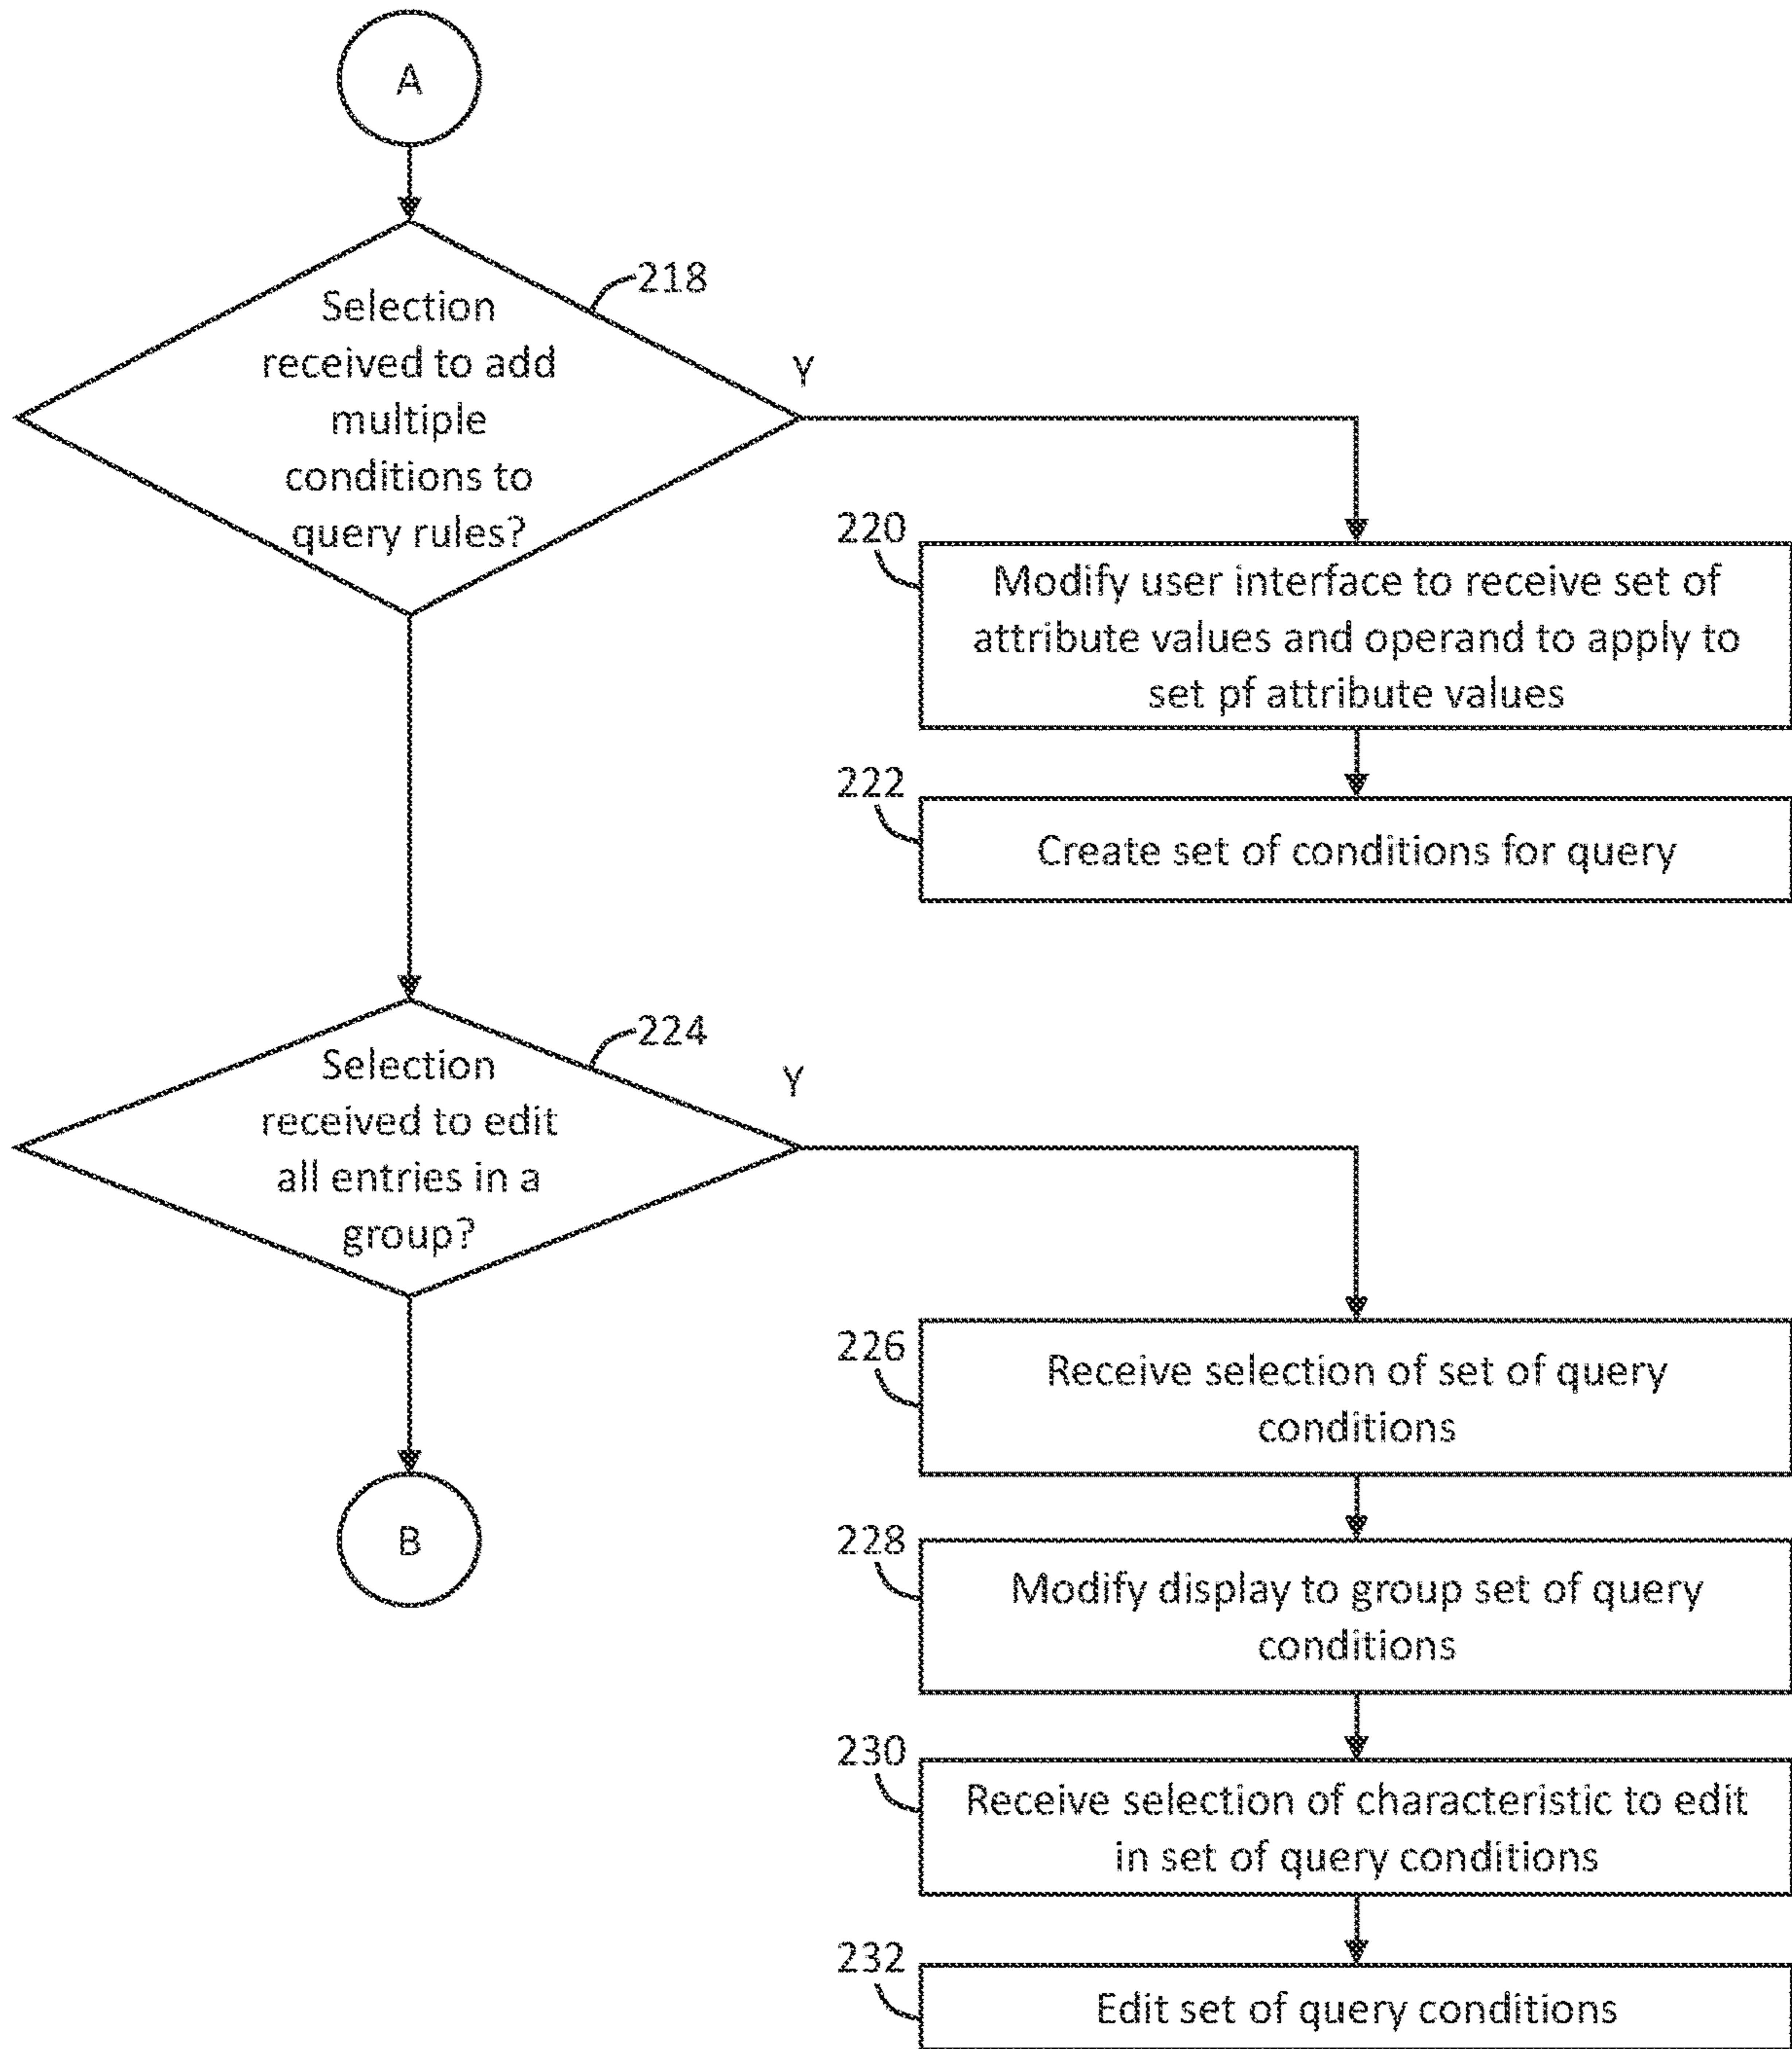 A
218
Selection
received to add
multiple
conditions to
query rules?
Y
220
Modify user interface to receive set of
attribute values and operand to apply to
set pf attribute values
222
Create set of conditions for query
224
Selection
received to edit
all entries in a
group?
Y
226
Receive selection of set of query
conditions
B
228
Modify display to group set of query
conditions
230
Receive selection of characteristic to edit
in set of query conditions
232
Edit set of query conditions